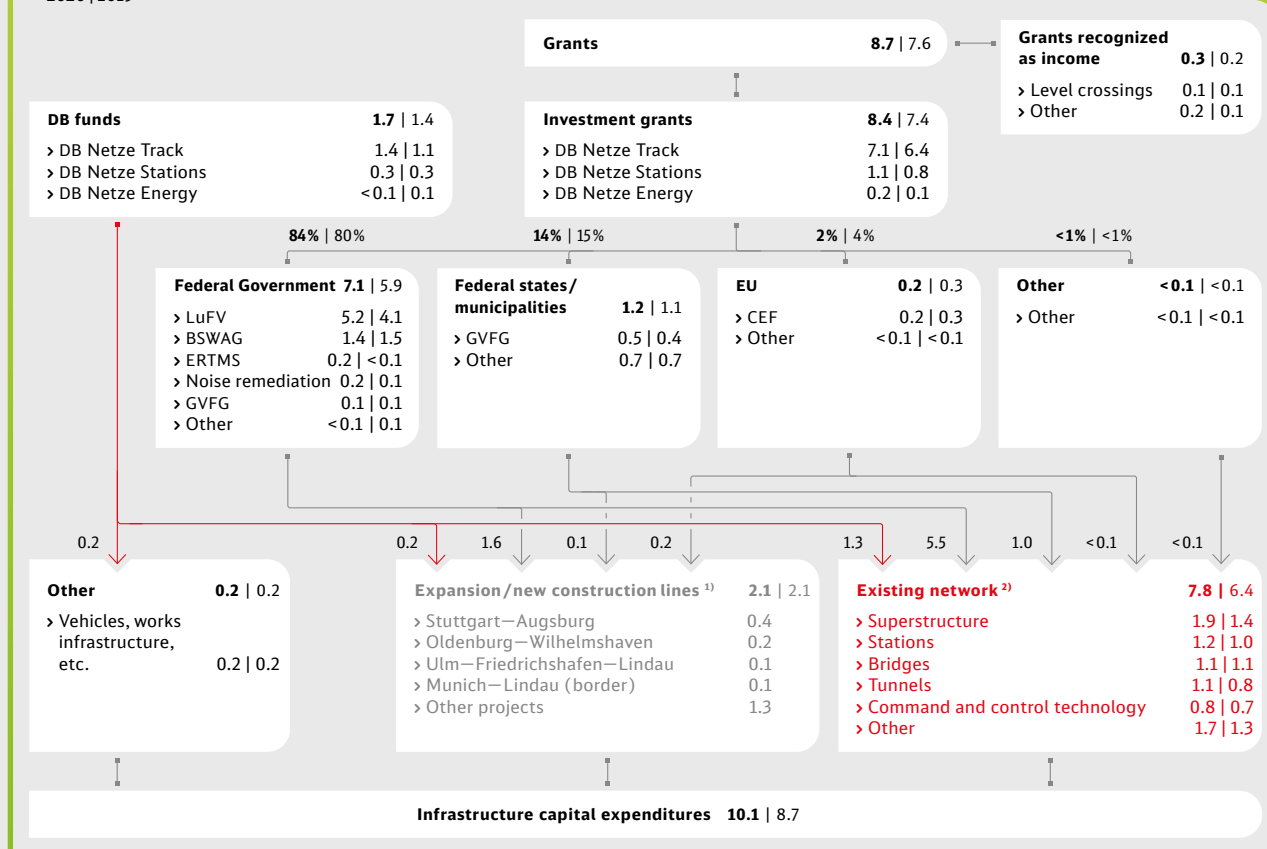 Grants 8.7 | 7.6
Grants recognized
as income 0.3 | 0.2
› Level crossings 0.1 | 0.1
› Other 0.2 | 0.1
DB funds 1.7 | 1.4
› DB Netze Track 1.4 | 1.1
› DB Netze Stations 0.3 | 0.3
› DB Netze Energy <0.1 | 0.1
Investment grants 8.4 | 7.4
› DB Netze Track 7.1 | 6.4
› DB Netze Stations 1.1 | 0.8
› DB Netze Energy 0.2 | 0.1
84% | 80% 14% | 15% 2% | 4% <1% | <1%
Federal Government 7.1 | 5.9
› LuFV 5.2 | 4.1
› BSWAG 1.4 | 1.5
› ERTMS 0.2 | <0.1
› Noise remediation 0.2 | 0.1
› GVFG 0.1 | 0.1
› Other <0.1 | 0.1
Federal states/
municipalities 1.2 | 1.1
› GVFG 0.5 | 0.4
› Other 0.7 | 0.7
EU 0.2 | 0.3
› CEF 0.2 | 0.3
› Other <0.1 | <0.1
Other <0.1 | <0.1
› Other <0.1 | <0.1
0.2 0.2 1.6 0.1 0.2 1.3 5.5 1.0 <0.1 <0.1
Other 0.2 | 0.2
› Vehicles, works
infrastructure,
etc. 0.2 | 0.2
Expansion/new construction lines 1) 2.1 | 2.1
› Stuttgart—Augsburg 0.4
› Oldenburg—Wilhelmshaven 0.2
› Ulm—Friedrichshafen—Lindau 0.1
› Munich—Lindau (border) 0.1
› Other projects 1.3
Existing network 2) 7.8 | 6.4
› Superstructure 1.9 | 1.4
› Stations 1.2 | 1.0
› Bridges 1.1 | 1.1
› Tunnels 1.1 | 0.8
› Command and control technology 0.8 | 0.7
› Other 1.7 | 1.3
Infrastructure capital expenditures 10.1 | 8.7